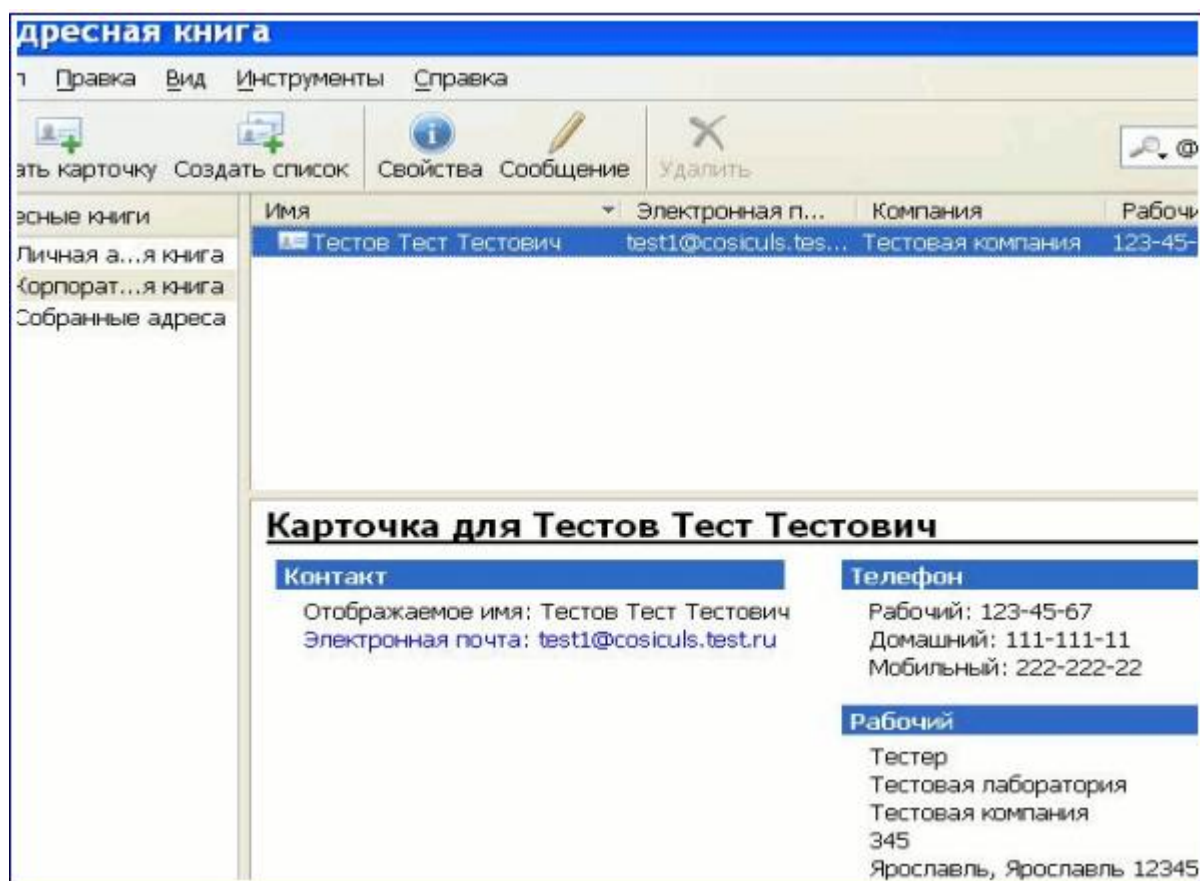 дресная книга
л Правка Вид Инструменты Справка
ать карточку Создать список Свойства Сообщение Удалить @
есные книги
Имя Электронная п... Компания Рабочи
Личная а...я книга
Корпорат...я книга
Собранные адреса
Тестов Тест Тестович test1@cosiculs.tes... Тестовая компания 123-45-
Карточка для Тестов Тест Тестович
Контакт
Отображаемое имя: Тестов Тест Тестович
Электронная почта: test1@cosiculs.test.ru
Телефон
Рабочий: 123-45-67
Домашний: 111-111-11
Мобильный: 222-222-22
Рабочий
Тестер
Тестовая лаборатория
Тестовая компания
345
Ярославль, Ярославль 12345